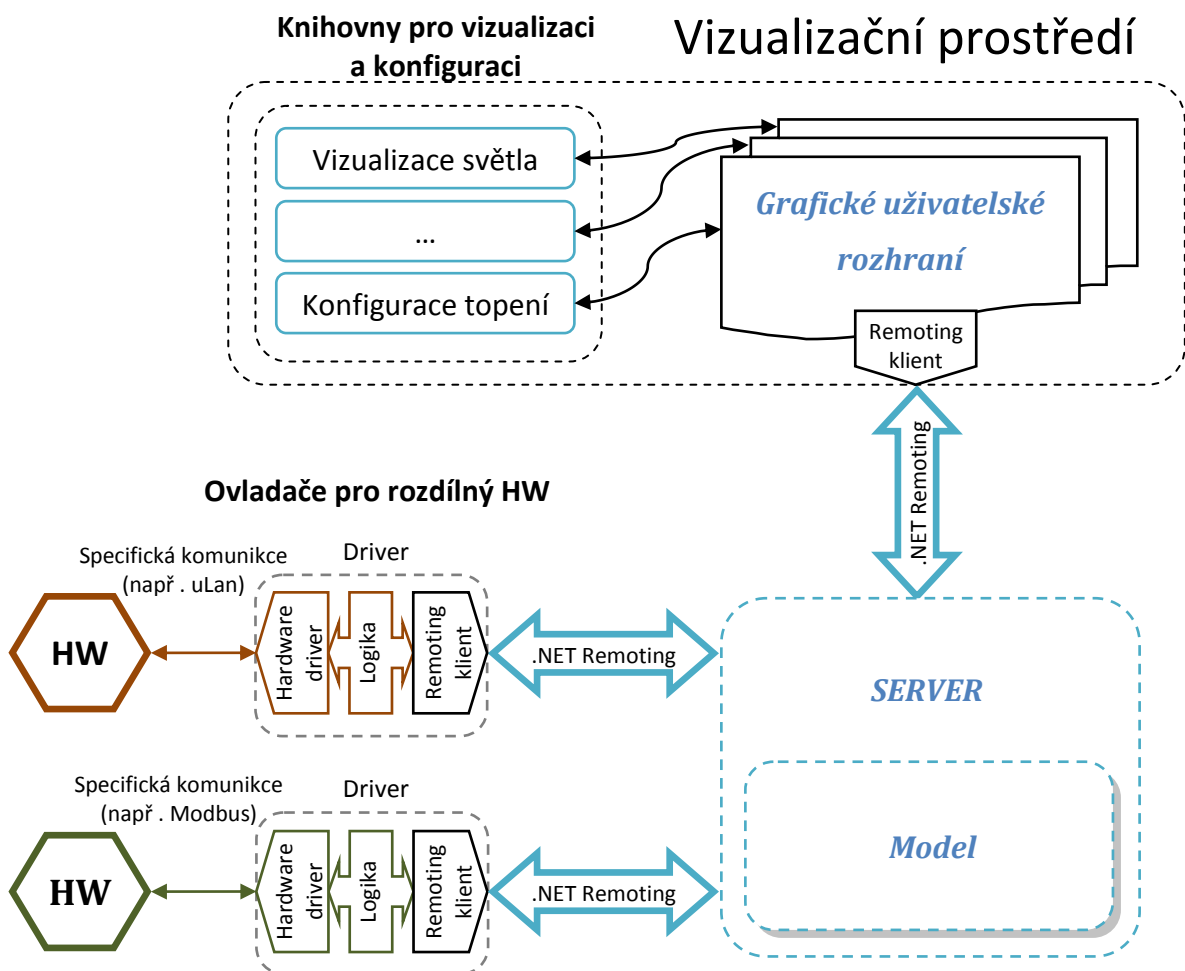 Knihovny pro vizualizaci
a konfiguraci
Vizualizační prostředí
Vizualizace světla
...
Konfigurace topení
Grafické uživatelské
rozhraní
Remoting
klient
.NET Remoting
Ovladače pro rozdílný HW
Specifická komunikce
(např . uLan)
Driver
HW
Hardware
driver
Logika
Remoting
klient
.NET Remoting
SERVER
Specifická komunikce
(např . Modbus)
Driver
HW
Hardware
driver
Logika
Remoting
klient
.NET Remoting
Model